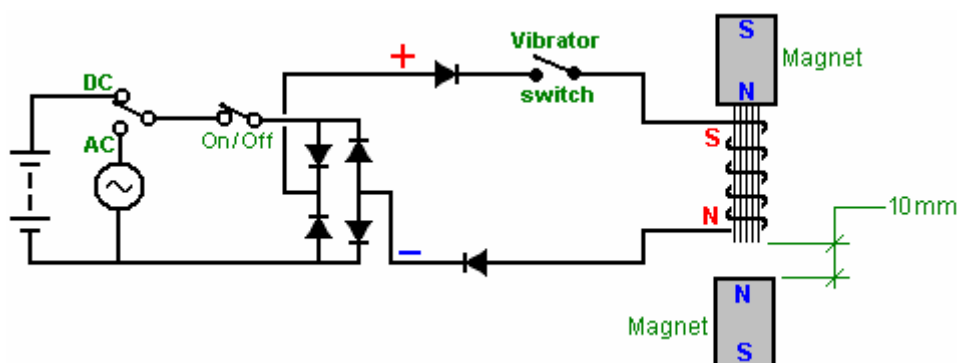 S
Magnet
N
+
Vibrator
switch
DC
AC
On/Off
S
N
10mm
−
N
Magnet
S